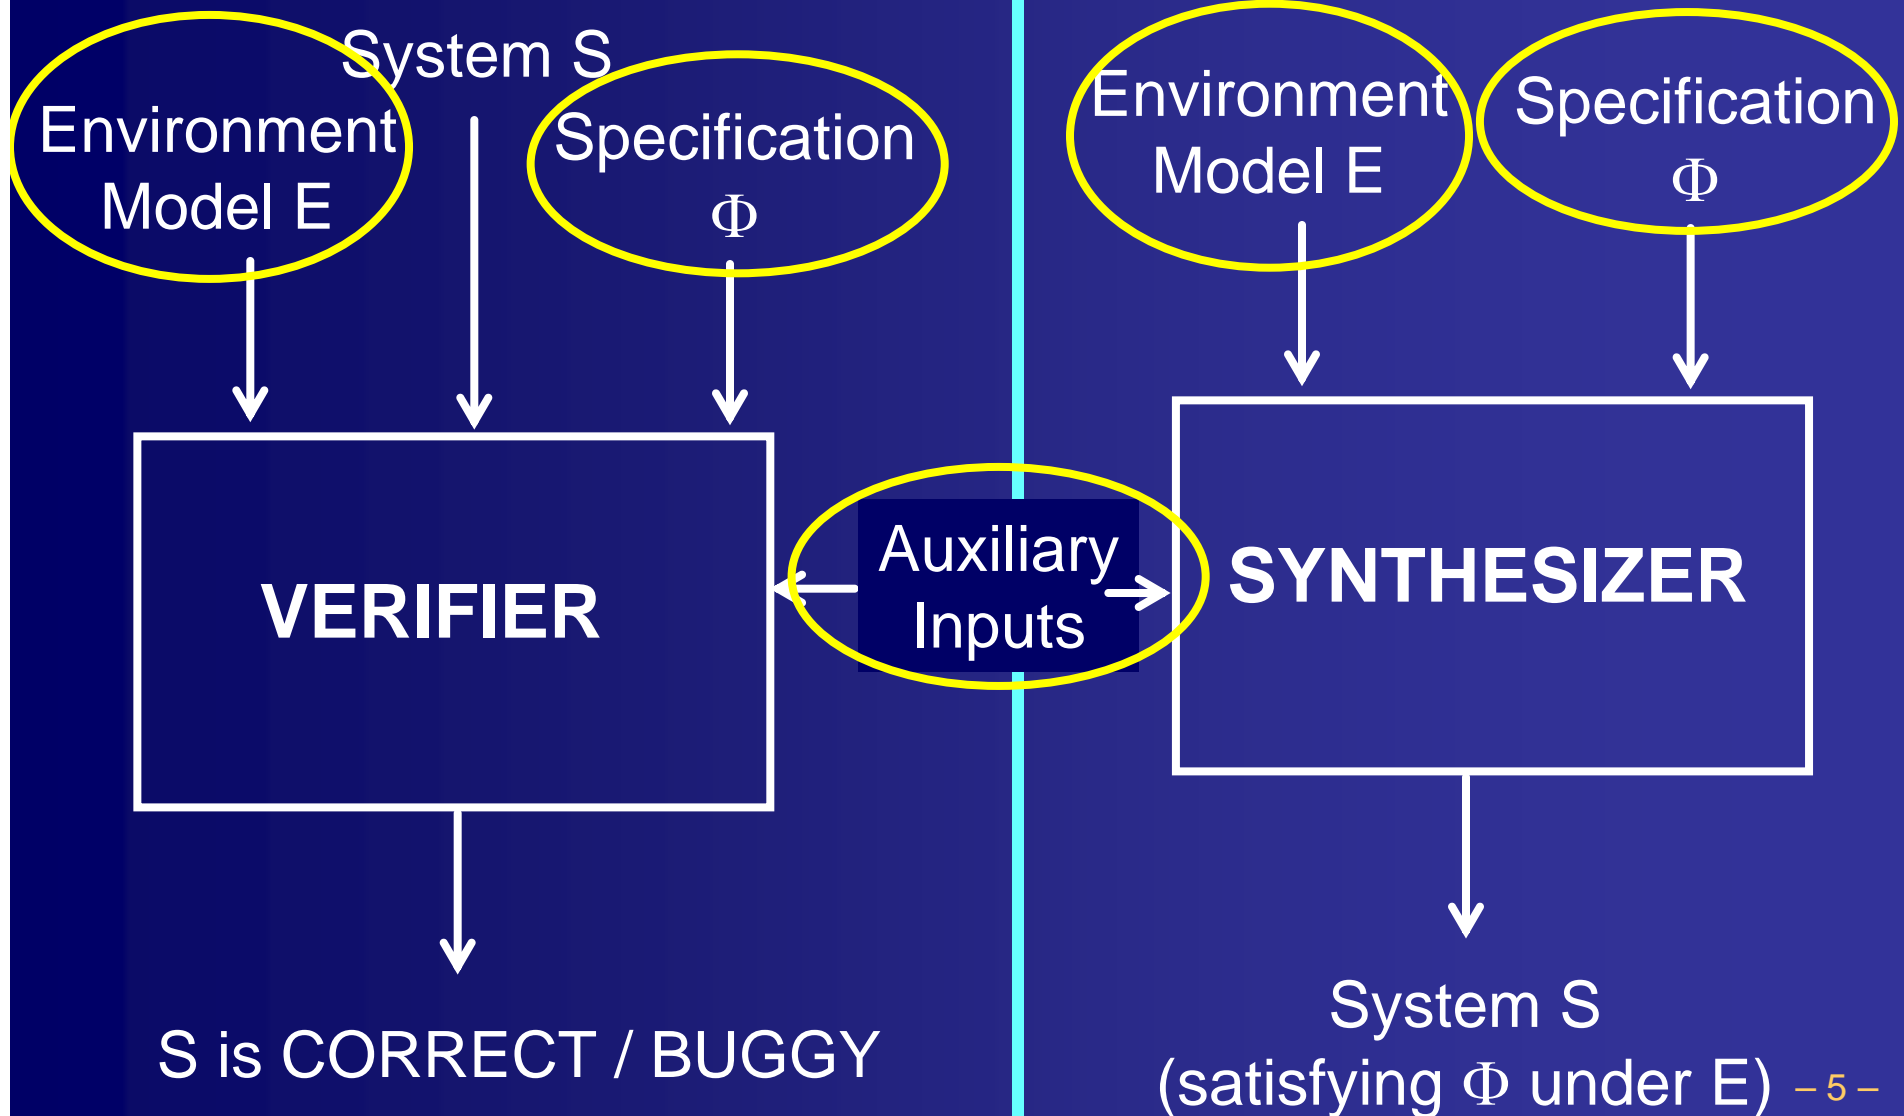 System S
Environment
Model E
Specification
Φ
VERIFIER
S is CORRECT / BUGGY
Auxiliary
Inputs
Environment
Model E
Specification
Φ
SYNTHESIZER
System S
(satisfying Φ under E)
– 5 –